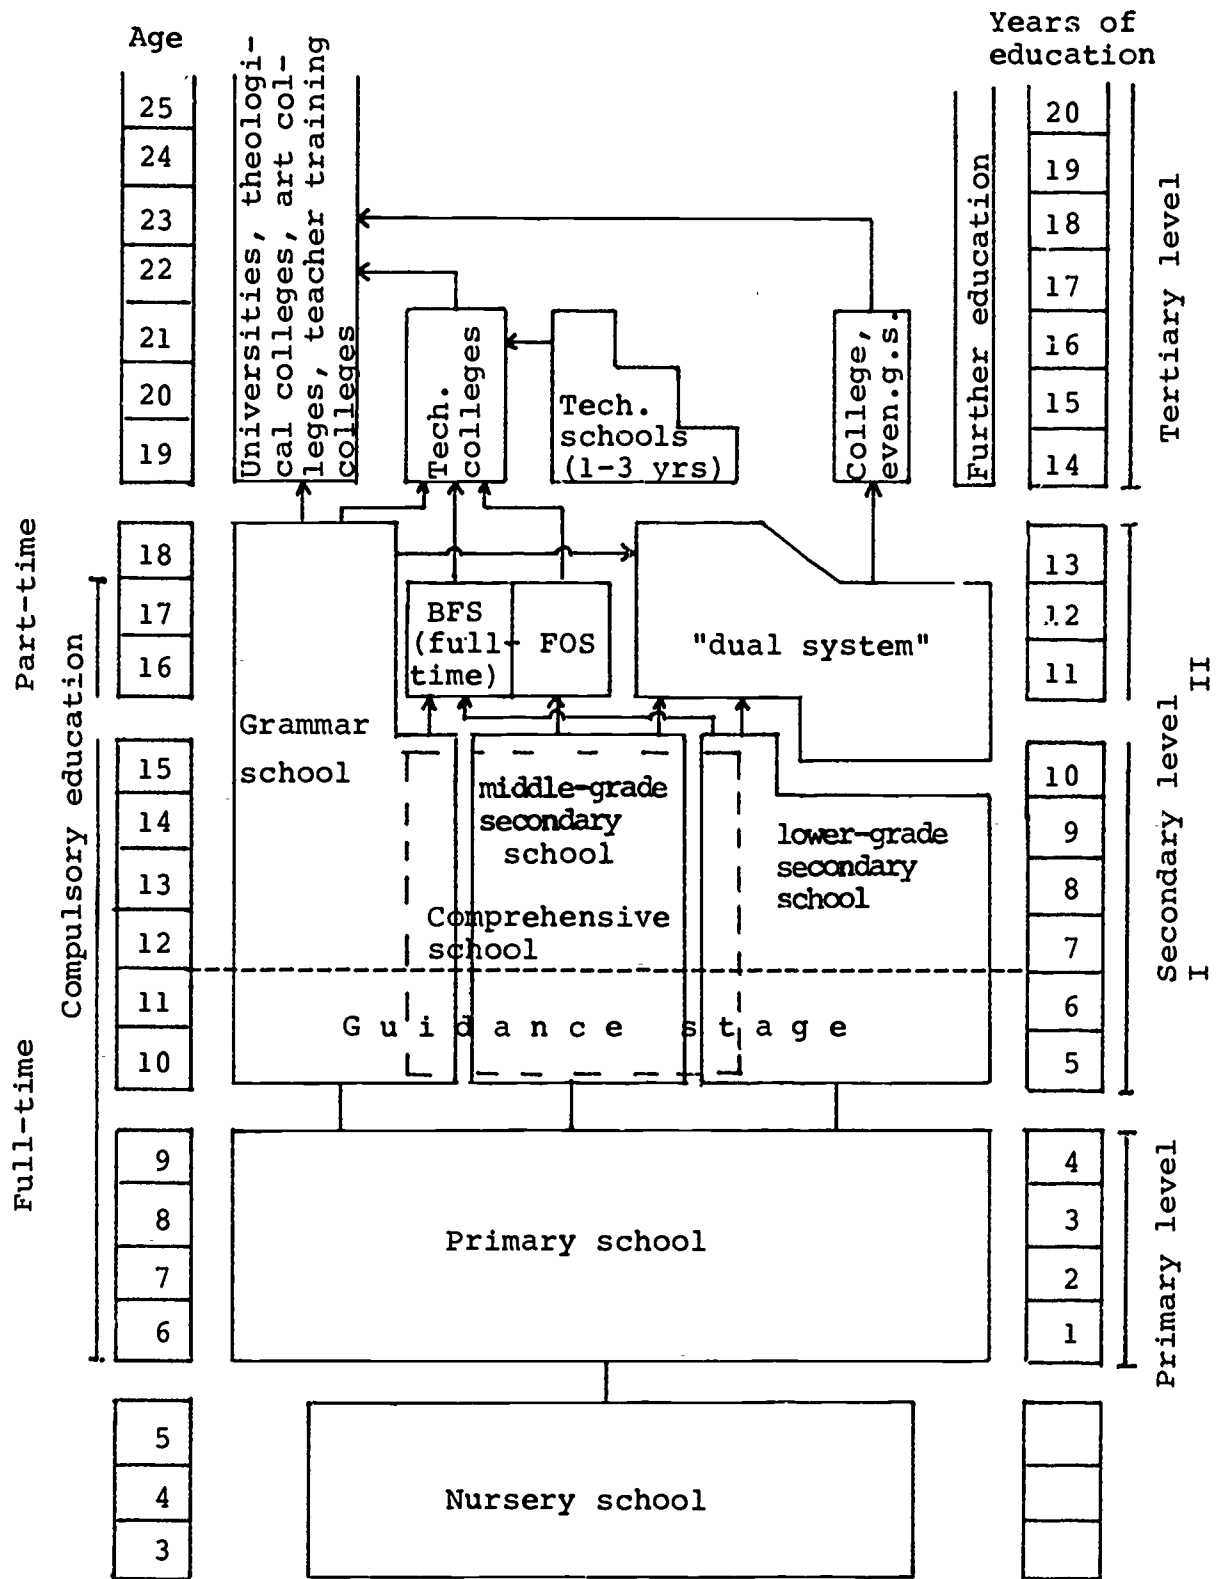 Age
Years of
education
25
24
23
22
21
20
19
18
17
16
15
14
13
12
11
10
9
8
7
6
5
4
3
Part-time
Full-time
Compulsory education
Universities, theologi-
cal colleges, art col-
leges, teacher training
colleges
Tech.
colleges
Tech.
schools
(1-3 yrs)
College,
even.g.s.
Further education
BFS
(full-
time)
FOS
"dual system"
Grammar
school
middle-grade
secondary
school
lower-grade
secondary
school
Comprehensive
school
Guidance stage
Primary school
Nursery school
20
19
18
17
16
15
14
13
12
11
10
9
8
7
6
5
4
3
2
1
Tertiary level
Secondary level
II
I
Primary level